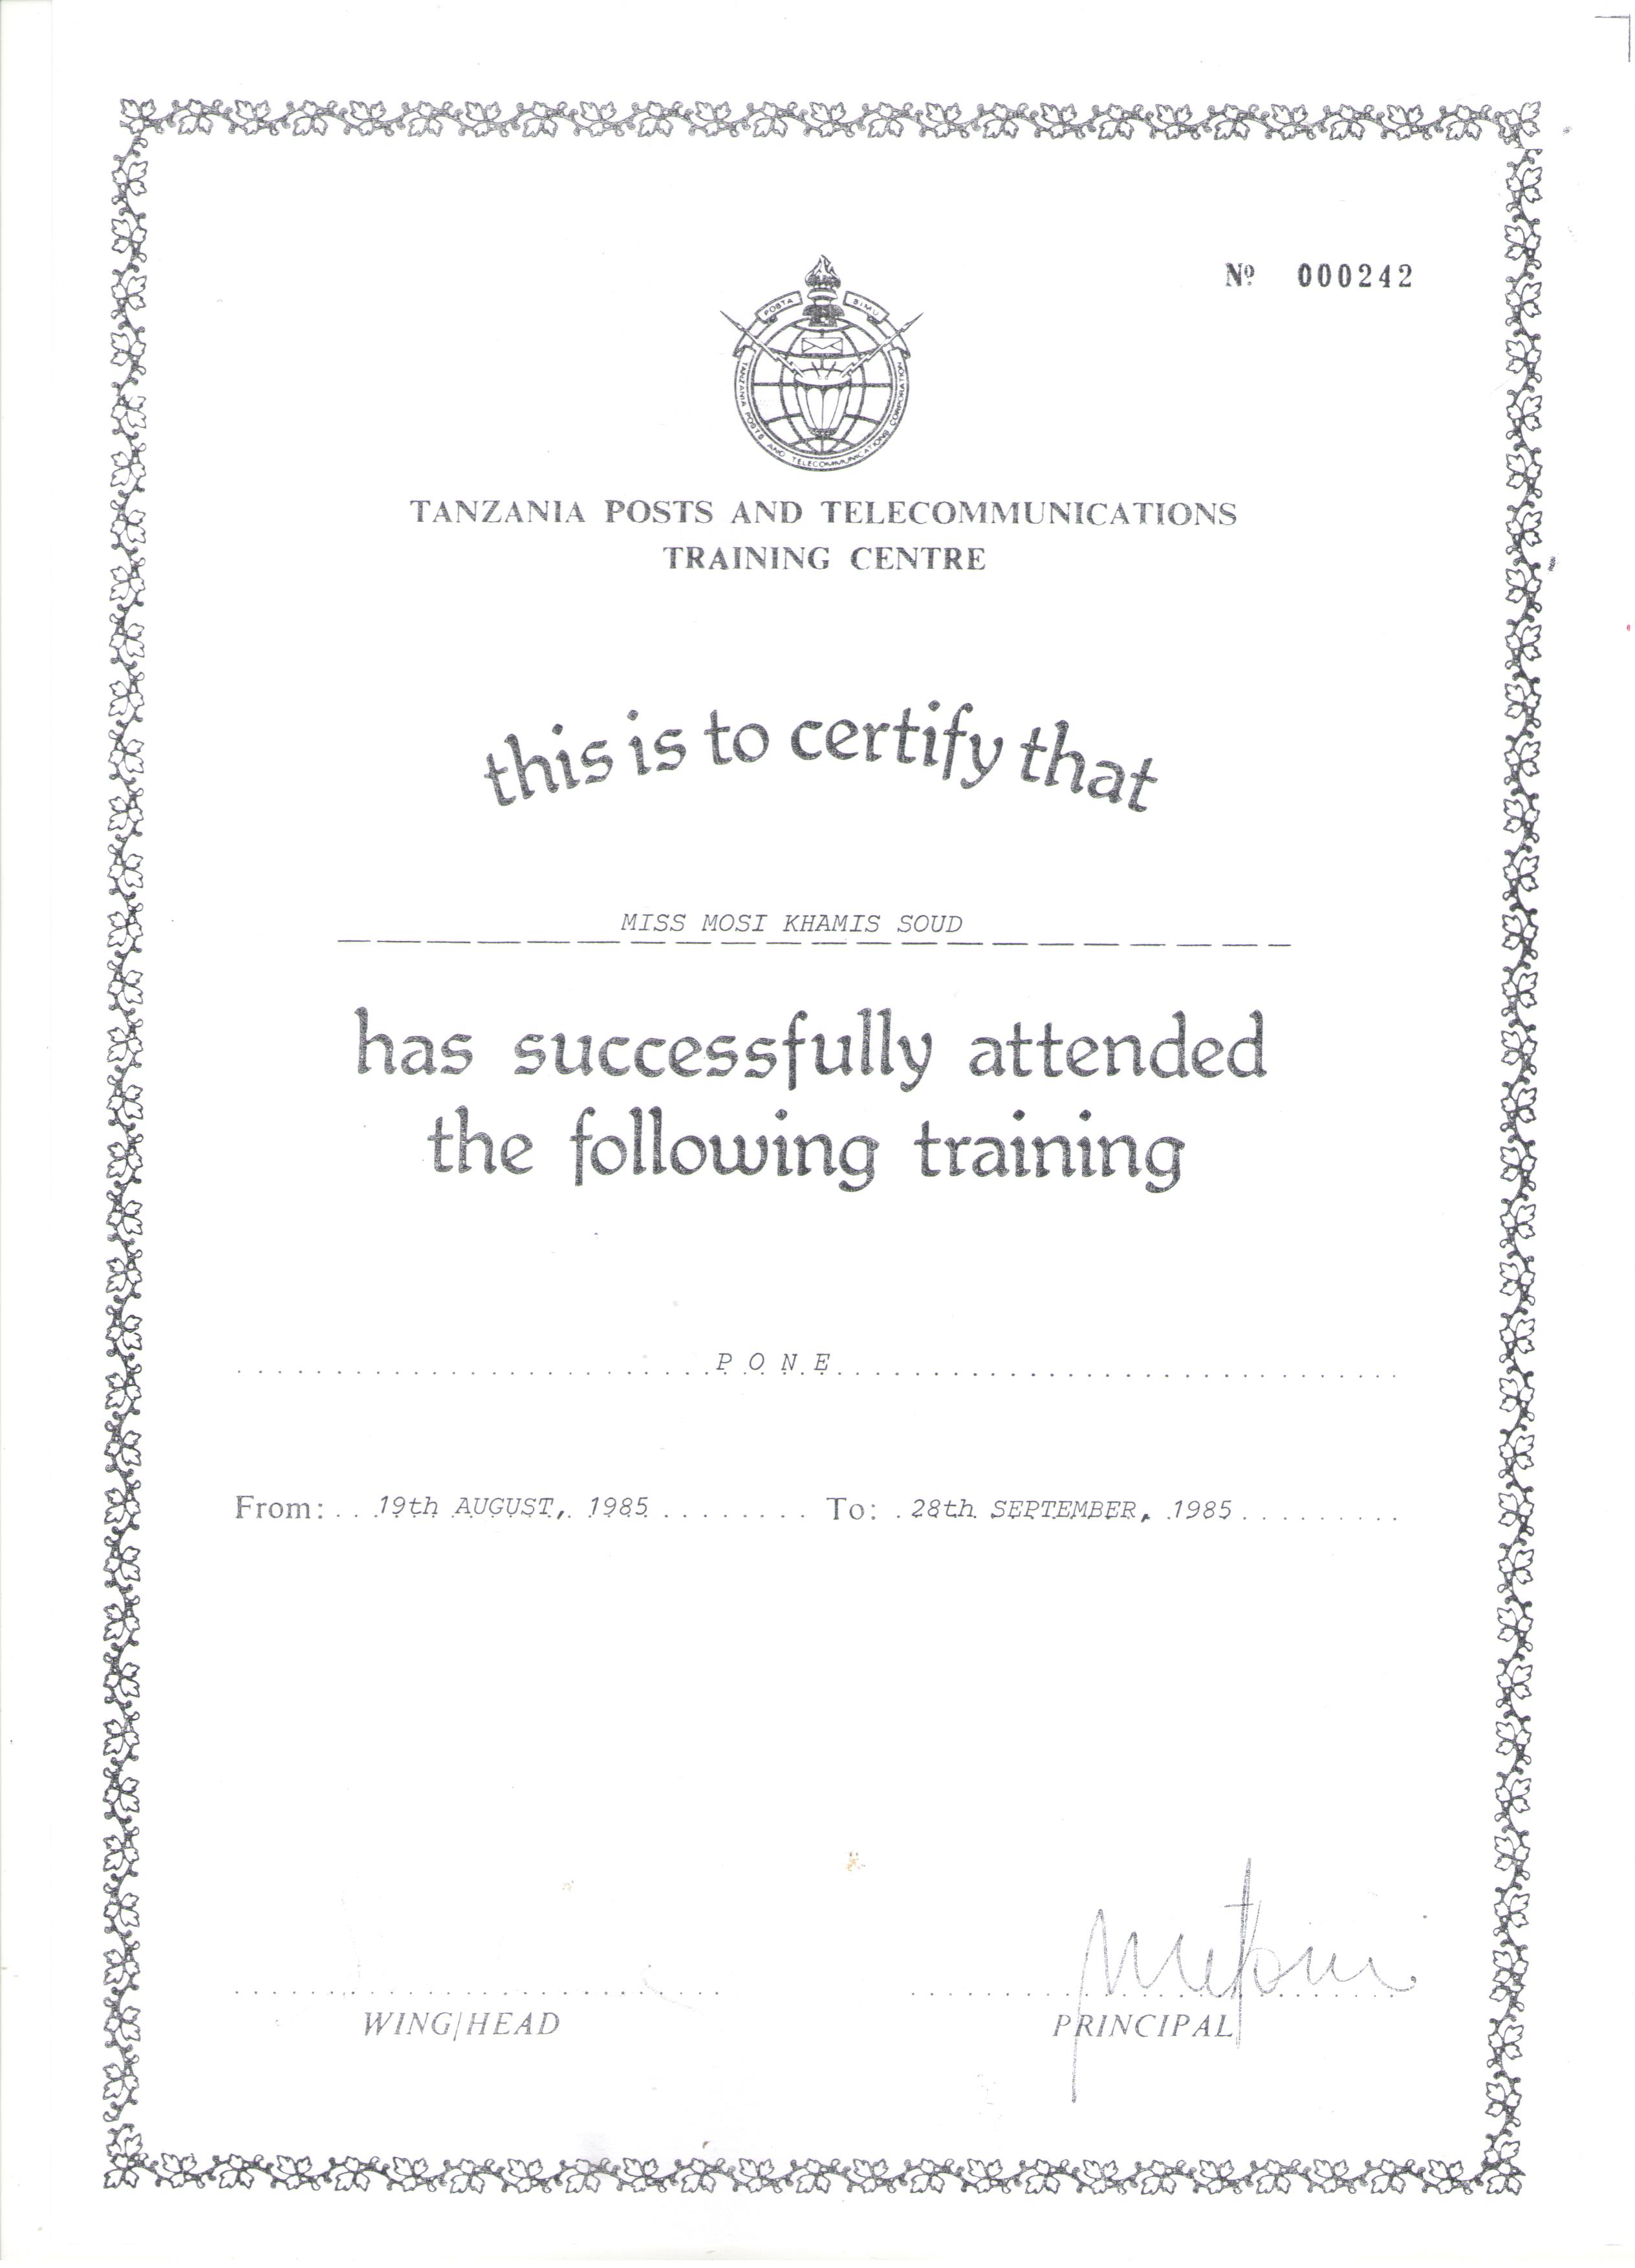 Nº 000242
POSTA SIMU
TANZANIA POSTS AND TELECOMMUNICATIONS CORPORATION
TANZANIA POSTS AND TELECOMMUNICATIONS
TRAINING CENTRE
this is to certify that
MISS MOSI KHAMIS SOUD
has successfully attended
the following training
P O N E
From: 19th AUGUST, 1985 To: 28th SEPTEMBER, 1985
WING/HEAD PRINCIPAL